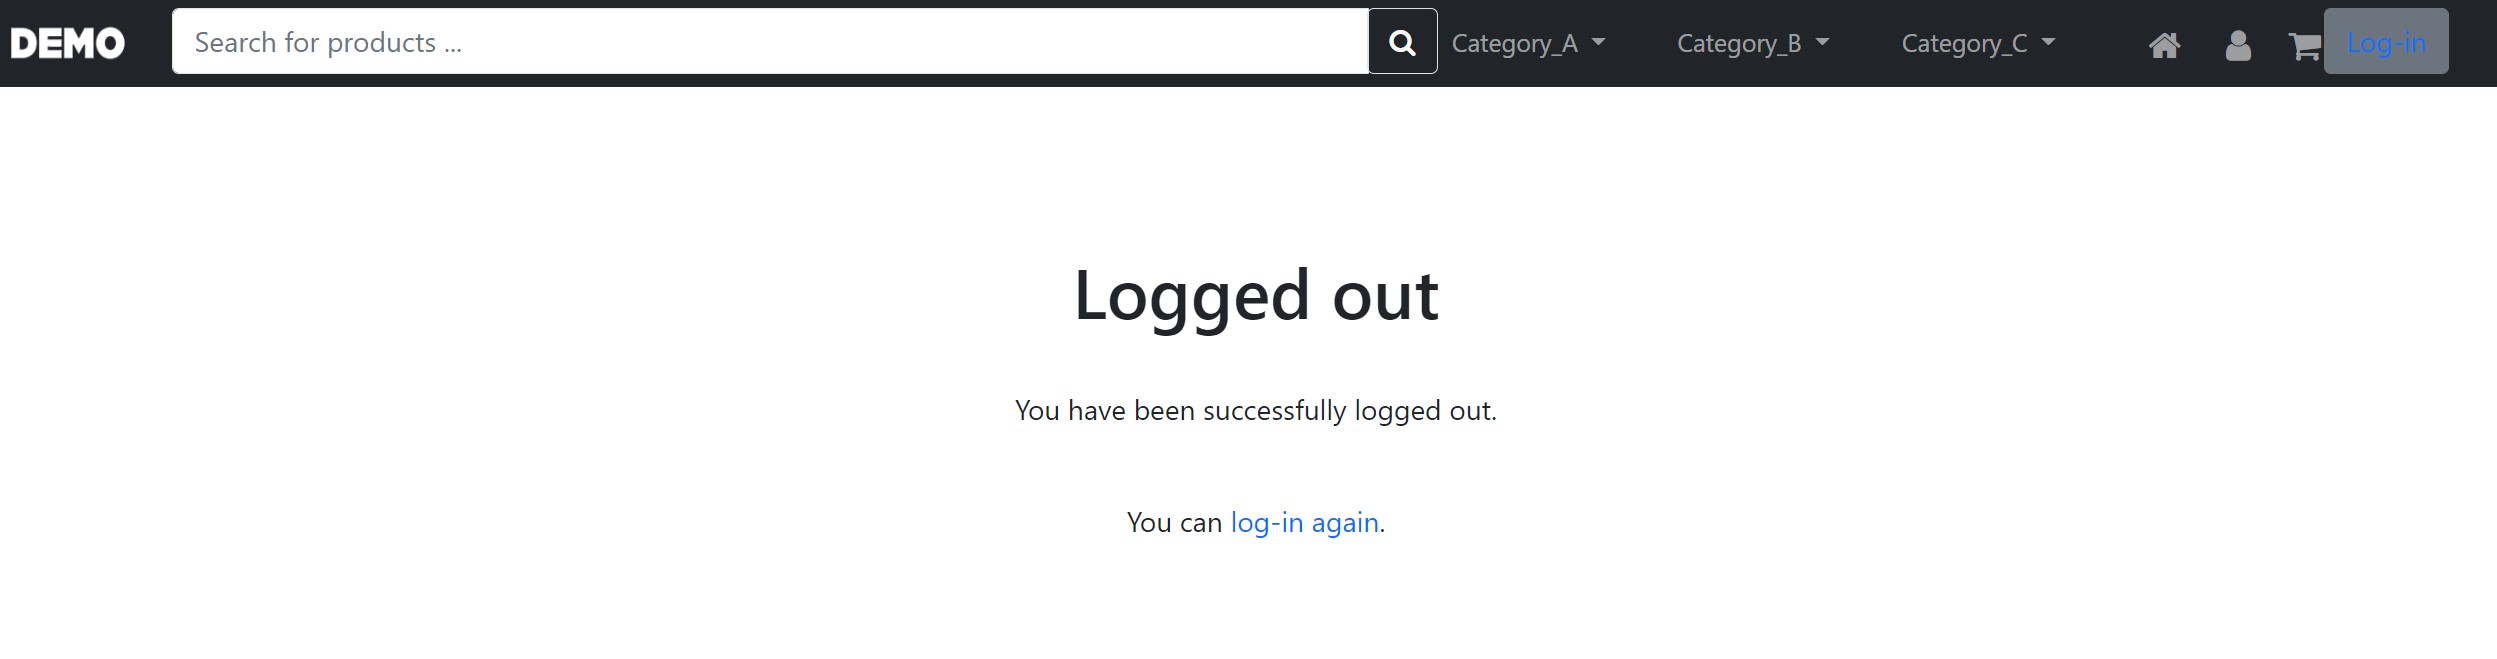 DEMO Search for products ... Category_A Category_B Category_C Log-in
Logged out
You have been successfully logged out.
You can log-in again.